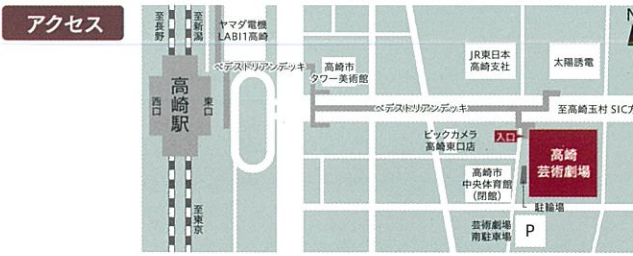 アクセス
至長野
至新潟
ヤマダ電機
LABI1高崎
ペデストリアンデッキ
高崎市
タワー美術館
JR東日本
高崎支社
太陽誘電
N
高崎駅
西口
東口
ペデストリアンデッキ
至高崎玉村 SIC
ビックカメラ
高崎東口店
入口
高崎
芸術劇場
高崎市
中央体育館
(閉館)
駐輪場
至東京
芸術劇場
南駐車場
P